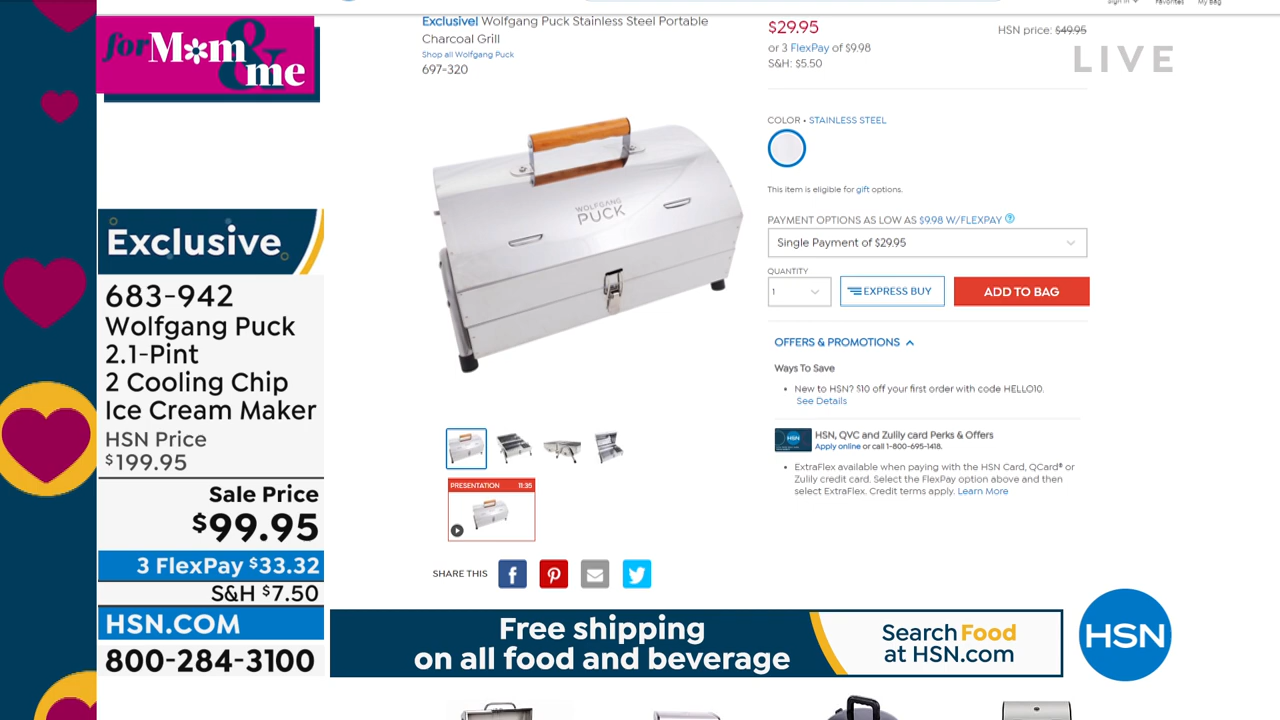 Sign in
Favorites
My Bag
for Mom
& me
Exclusive
683-942
Wolfgang Puck
2.1-Pint
2 Cooling Chip
Ice Cream Maker
HSN Price
$199.95
Sale Price
$99.95
3 FlexPay $33.32
S&H $7.50
HSN.COM
800-284-3100
Exclusive! Wolfgang Puck Stainless Steel Portable
Charcoal Grill
Shop all Wolfgang Puck
697-320
WOLFGANG
PUCK
PRESENTATION 11:35
SHARE THIS
$29.95
HSN price: $49.95
or 3 FlexPay of $9.98
S&H: $5.50
LIVE
COLOR • STAINLESS STEEL
This item is eligible for gift options.
PAYMENT OPTIONS AS LOW AS $9.98 W/FLEXPAY ?
Single Payment of $29.95
QUANTITY
1
EXPRESS BUY
ADD TO BAG
OFFERS & PROMOTIONS
Ways To Save
• New to HSN? $10 off your first order with code HELLO10.
See Details
HSN
HSN, QVC and Zulily card Perks & Offers
Apply online or call 1-800-695-1418.
• ExtraFlex available when paying with the HSN Card, QCard® or
Zulily credit card. Select the FlexPay option above and then
select ExtraFlex. Credit terms apply. Learn More
Free shipping
on all food and beverage
Search Food
at HSN.com
HSN